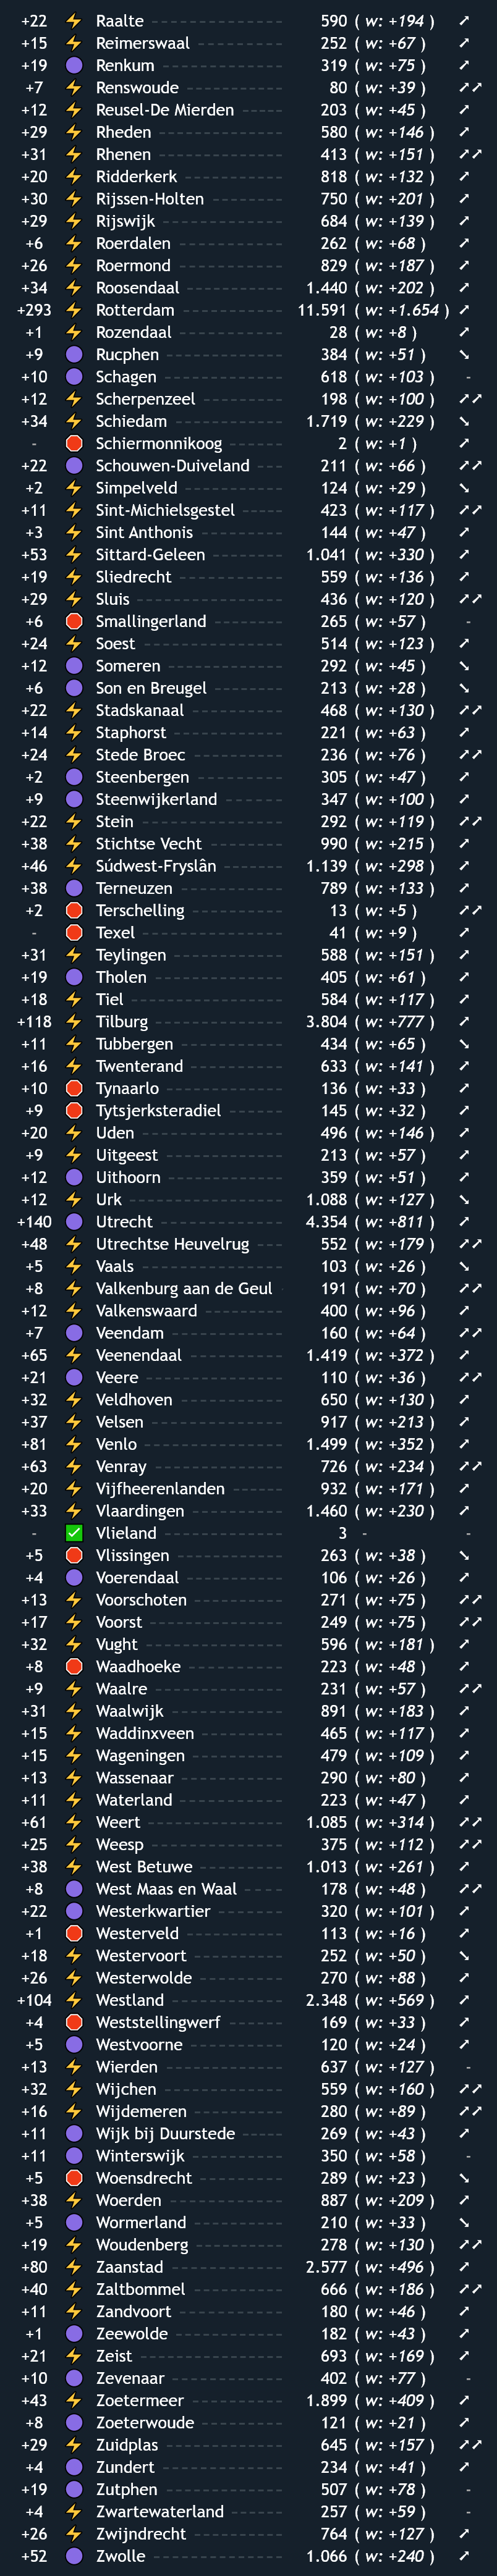 +22 ⚡ Raalte ------ 590 ( w: +194) ↗
+15 ⚡ Reimerswaal ------ 252 ( w: +67 ) ↗
+19 🟣 Renkum ------ 319 ( w: +75 ) ↗
+7 ⚡ Renswoude ------ 80 ( w: +39 ) ↗↗
+12 ⚡ Reusel-De Mierden ------ 203 ( w: +45 ) ↗
+29 ⚡ Rheden ------ 580 ( w: +146 ) ↗
+31 ⚡ Rhenen ------ 413 ( w: +151 ) ↗↗
+20 ⚡ Ridderkerk ------ 818 ( w: +132 ) ↗
+30 ⚡ Rijssen-Holten ------ 750 ( w: +201 ) ↗
+29 ⚡ Rijswijk ------ 684 ( w: +139 ) ↗
+6 ⚡ Roerdalen ------ 262 ( w: +68 ) ↗
+26 ⚡ Roermond ------ 829 ( w: +187 ) ↗
+34 ⚡ Roosendaal ------ 1.440 ( w: +202 ) ↗
+293 ⚡ Rotterdam ------ 11.591 ( w: +1.654 ) ↗
+1 ⚡ Rozendaal ------ 28 ( w: +8 ) ↗
+9 🟣 Rucphen ------ 384 ( w: +51 ) ↘
+10 🟣 Schagen ------ 618 ( w: +103 ) -
+12 ⚡ Scherpenzeel ------ 198 ( w: +100 ) ↗↗
+34 ⚡ Schiedam ------ 1.719 ( w: +229 ) ↘
- 🛑 Schiermonnikoog ------ 2 ( w: +1 ) ↗
+22 🟣 Schouwen-Duiveland ---- 211 ( w: +66 ) ↗↗
+2 ⚡ Simpelveld ------ 124 ( w: +29 ) ↘
+11 ⚡ Sint-Michielsgestel ------ 423 ( w: +117 ) ↗↗
+3 ⚡ Sint Anthonis ------ 144 ( w: +47 ) ↗
+53 ⚡ Sittard-Geleen ------ 1.041 ( w: +330 ) ↗
+19 ⚡ Sliedrecht ------ 559 ( w: +136 ) ↗
+29 ⚡ Sluis ------ 436 ( w: +120 ) ↗↗
+6 🛑 Smallingerland ------ 265 ( w: +57 ) -
+24 ⚡ Soest ------ 514 ( w: +123 ) ↗
+12 🟣 Someren ------ 292 ( w: +45 ) ↘
+6 🟣 Son en Breugel ------ 213 ( w: +28 ) ↘
+22 ⚡ Stadskanaal ------ 468 ( w: +130 ) ↗↗
+14 ⚡ Staphorst ------ 221 ( w: +63 ) ↗
+24 ⚡ Stede Broec ------ 236 ( w: +76 ) ↗↗
+2 🟣 Steenbergen ------ 305 ( w: +47 ) ↗
+9 🟣 Steenwijkerland ------ 347 ( w: +100 ) ↗
+22 ⚡ Stein ------ 292 ( w: +119 ) ↗↗
+38 ⚡ Stichtse Vecht ------ 990 ( w: +215 ) ↗
+46 ⚡ Súdwest-Fryslân ------ 1.139 ( w: +298 ) ↗
+38 🟣 Terneuzen ------ 789 ( w: +133 ) ↗
+2 🛑 Terschelling ------ 13 ( w: +5 ) ↗↗
- 🛑 Texel ------ 41 ( w: +9 ) ↗
+31 ⚡ Teylingen ------ 588 ( w: +151 ) ↗
+19 🟣 Tholen ------ 405 ( w: +61 ) ↗
+18 ⚡ Tiel ------ 584 ( w: +117 ) ↗
+118 ⚡ Tilburg ------ 3.804 ( w: +777 ) ↗
+11 ⚡ Tubbergen ------ 434 ( w: +65 ) ↘
+16 ⚡ Twenterand ------ 633 ( w: +141 ) ↗
+10 🛑 Tynaarlo ------ 136 ( w: +33 ) ↗
+9 🛑 Tytsjerksteradiel ------ 145 ( w: +32 ) ↗
+20 ⚡ Uden ------ 496 ( w: +146 ) ↗
+9 ⚡ Uitgeest ------ 213 ( w: +57 ) ↗
+12 🟣 Uithoorn ------ 359 ( w: +51 ) ↗
+12 ⚡ Urk ------ 1.088 ( w: +127 ) ↘
+140 🟣 Utrecht ------ 4.354 ( w: +811 ) ↗
+48 ⚡ Utrechtse Heuvelrug ---- 552 ( w: +179 ) ↗↗
+5 ⚡ Vaals ------ 103 ( w: +26 ) ↘
+8 ⚡ Valkenburg aan de Geul - 191 ( w: +70 ) ↗↗
+12 ⚡ Valkenswaard ------ 400 ( w: +96 ) ↗
+7 🟣 Veendam ------ 160 ( w: +64 ) ↗↗
+65 ⚡ Veenendaal ------ 1.419 ( w: +372 ) ↗
+21 🟣 Veere ------ 110 ( w: +36 ) ↗↗
+32 ⚡ Veldhoven ------ 650 ( w: +130 ) ↗
+37 ⚡ Velsen ------ 917 ( w: +213 ) ↗
+81 ⚡ Venlo ------ 1.499 ( w: +352 ) ↗
+63 ⚡ Venray ------ 726 ( w: +234 ) ↗↗
+20 ⚡ Vijfheerenlanden ------ 932 ( w: +171 ) ↗
+33 ⚡ Vlaardingen ------ 1.460 ( w: +230 ) ↗
- ✅ Vlieland ------ 3 - -
+5 🛑 Vlissingen ------ 263 ( w: +38 ) ↘
+4 🟣 Voerendaal ------ 106 ( w: +26 ) ↗
+13 ⚡ Voorschoten ------ 271 ( w: +75 ) ↗↗
+17 ⚡ Voorst ------ 249 ( w: +75 ) ↗↗
+32 ⚡ Vught ------ 596 ( w: +181 ) ↗
+8 🛑 Waadhoeke ------ 223 ( w: +48 ) ↗
+9 ⚡ Waalre ------ 231 ( w: +57 ) ↗↗
+31 ⚡ Waalwijk ------ 891 ( w: +183 ) ↗
+15 ⚡ Waddinxveen ------ 465 ( w: +117 ) ↗
+15 ⚡ Wageningen ------ 479 ( w: +109 ) ↗
+13 ⚡ Wassenaar ------ 290 ( w: +80 ) ↗
+11 ⚡ Waterland ------ 223 ( w: +47 ) ↗
+61 ⚡ Weert ------ 1.085 ( w: +314 ) ↗↗
+25 ⚡ Weesp ------ 375 ( w: +112 ) ↗↗
+38 ⚡ West Betuwe ------ 1.013 ( w: +261 ) ↗
+8 🟣 West Maas en Waal ---- 178 ( w: +48 ) ↗↗
+22 🟣 Westerkwartier ------ 320 ( w: +101 ) ↗
+1 🛑 Westerveld ------ 113 ( w: +16 ) ↗
+18 ⚡ Westervoort ------ 252 ( w: +50 ) ↘
+26 ⚡ Westerwolde ------ 270 ( w: +88 ) ↗
+104 ⚡ Westland ------ 2.348 ( w: +569 ) ↗
+4 🛑 Weststellingwerf ------ 169 ( w: +33 ) ↗
+5 🟣 Westvoorne ------ 120 ( w: +24 ) ↗
+13 ⚡ Wierden ------ 637 ( w: +127 ) -
+32 ⚡ Wijchen ------ 559 ( w: +160 ) ↗↗
+16 ⚡ Wijdemeren ------ 280 ( w: +89 ) ↗↗
+11 🟣 Wijk bij Duurstede ------ 269 ( w: +43 ) ↗
+11 🟣 Winterswijk ------ 350 ( w: +58 ) -
+5 🛑 Woensdrecht ------ 289 ( w: +23 ) ↘
+38 ⚡ Woerden ------ 887 ( w: +209 ) ↗
+5 🟣 Wormerland ------ 210 ( w: +33 ) ↘
+19 ⚡ Woudenberg ------ 278 ( w: +130 ) ↗↗
+80 ⚡ Zaanstad ------ 2.577 ( w: +496 ) ↗
+40 ⚡ Zaltbommel ------ 666 ( w: +186 ) ↗↗
+11 ⚡ Zandvoort ------ 180 ( w: +46 ) ↗
+1 🟣 Zeewolde ------ 182 ( w: +43 ) ↗
+21 ⚡ Zeist ------ 693 ( w: +169 ) ↗
+10 🟣 Zevenaar ------ 402 ( w: +77 ) -
+43 ⚡ Zoetermeer ------ 1.899 ( w: +409 ) ↗
+8 🟣 Zoeterwoude ------ 121 ( w: +21 ) ↗
+29 ⚡ Zuidplas ------ 645 ( w: +157 ) ↗↗
+4 🟣 Zundert ------ 234 ( w: +41 ) ↗
+19 🟣 Zutphen ------ 507 ( w: +78 ) -
+4 ⚡ Zwartewaterland ------ 257 ( w: +59 ) -
+26 ⚡ Zwijndrecht ------ 764 ( w: +127 ) ↗
+52 🟣 Zwolle ------ 1.066 ( w: +240 ) ↗